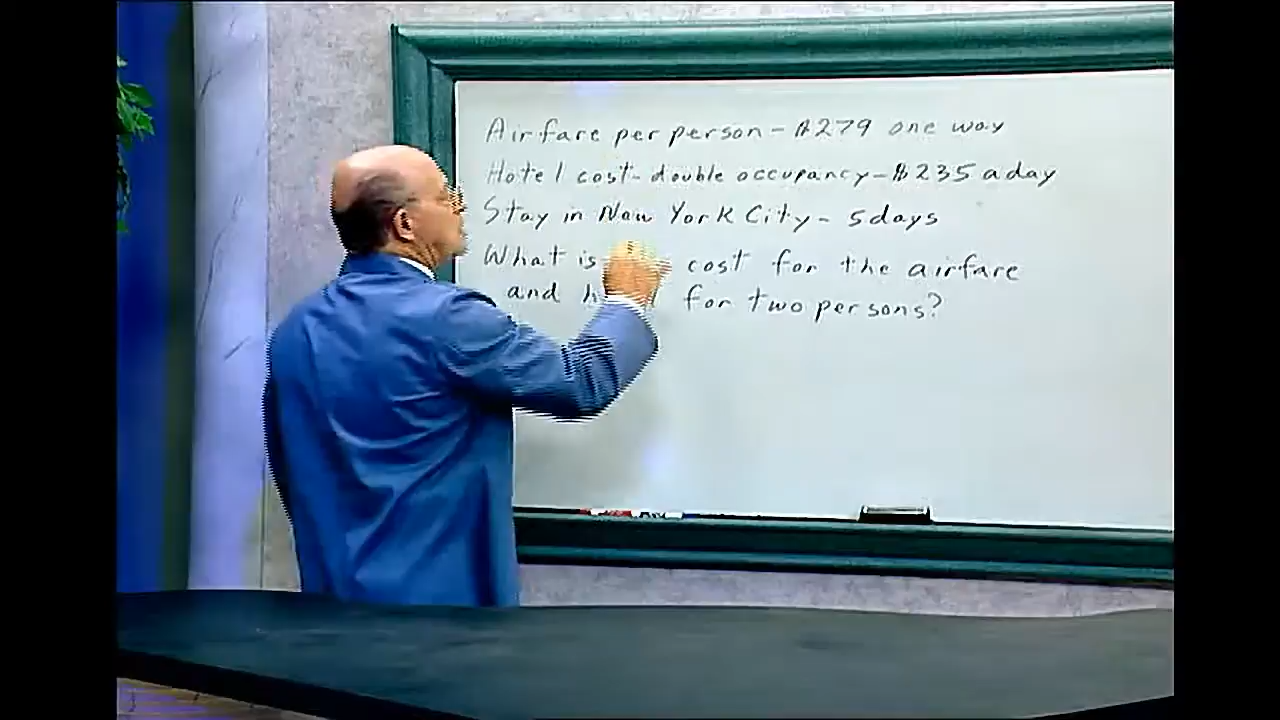 Airfare per person - $279 one way
Hotel cost - double occupancy - $235 a day
Stay in New York City - 5 days
What is cost for the airfare
and for two persons?